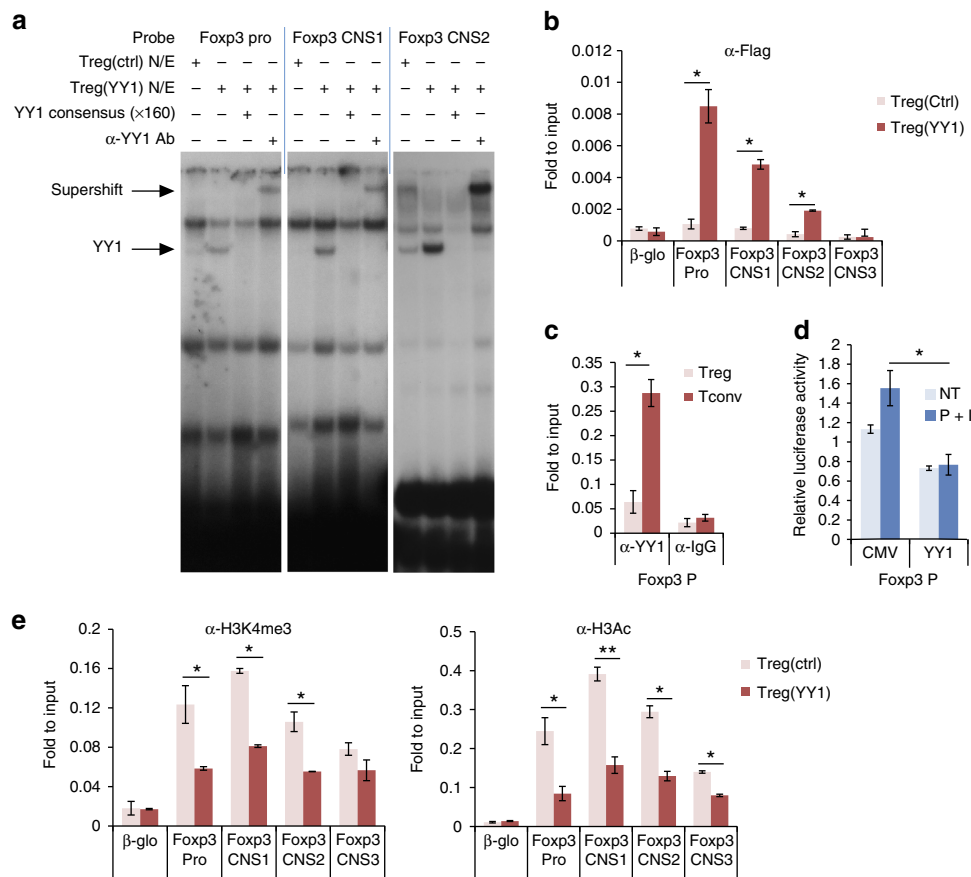 a
Probe Foxp3 pro Foxp3 CNS1 Foxp3 CNS2
Treg(ctrl) N/E + – – – + – – – + – – –
Treg(YY1) N/E – + + + – + + + – + + +
YY1 consensus (×160) – – + – – – + – – – + –
α-YY1 Ab – – – + – – – + – – – +
Supershift
YY1
b
α-Flag
Fold to input
0.012
0.01
0.008
0.006
0.004
0.002
0
* * *
Treg(Ctrl)
Treg(YY1)
β-glo Foxp3 Pro Foxp3 CNS1 Foxp3 CNS2 Foxp3 CNS3
c
Fold to input
0.35
0.3
0.25
0.2
0.15
0.1
0.05
0
*
Treg
Tconv
α-YY1 α-IgG
Foxp3 P
d
Relative luciferase activity
2
1.8
1.6
1.4
1.2
1
0.8
0.6
0.4
0.2
0
*
NT
P + I
CMV YY1
Foxp3 P
e
α-H3K4me3
Fold to input
0.2
0.16
0.12
0.08
0.04
0
* * *
β-glo Foxp3 Pro Foxp3 CNS1 Foxp3 CNS2 Foxp3 CNS3
α-H3Ac
Fold to input
0.5
0.4
0.3
0.2
0.1
0
* ** * *
Treg(ctrl)
Treg(YY1)
β-glo Foxp3 Pro Foxp3 CNS1 Foxp3 CNS2 Foxp3 CNS3